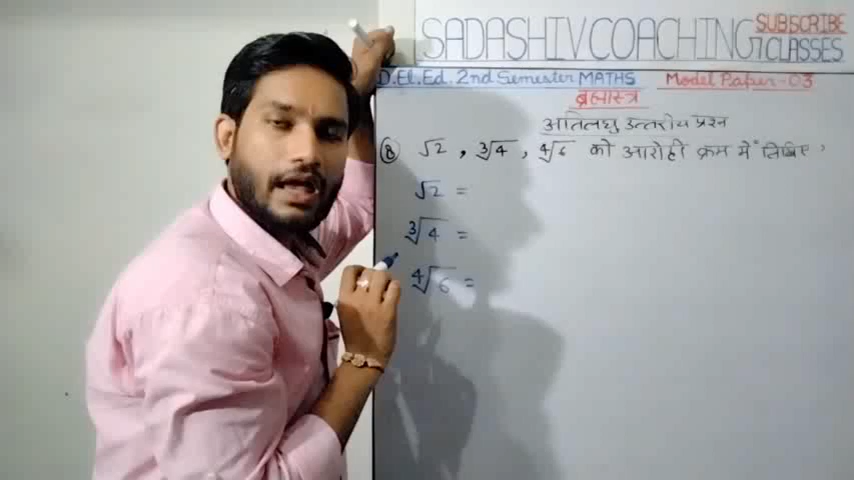 SADASHIV COACHING CLASSES
SUBSCRIBE
D.El.Ed. 2nd Semester MATHS Model Paper-03
ब्रह्मास्त्र
अतिलघु उत्तरीय प्रश्न
⑧ √2 , ∛4 , ∜6 को आरोही क्रम में लिखिए ,
√2 =
∛4 =
∜6 =